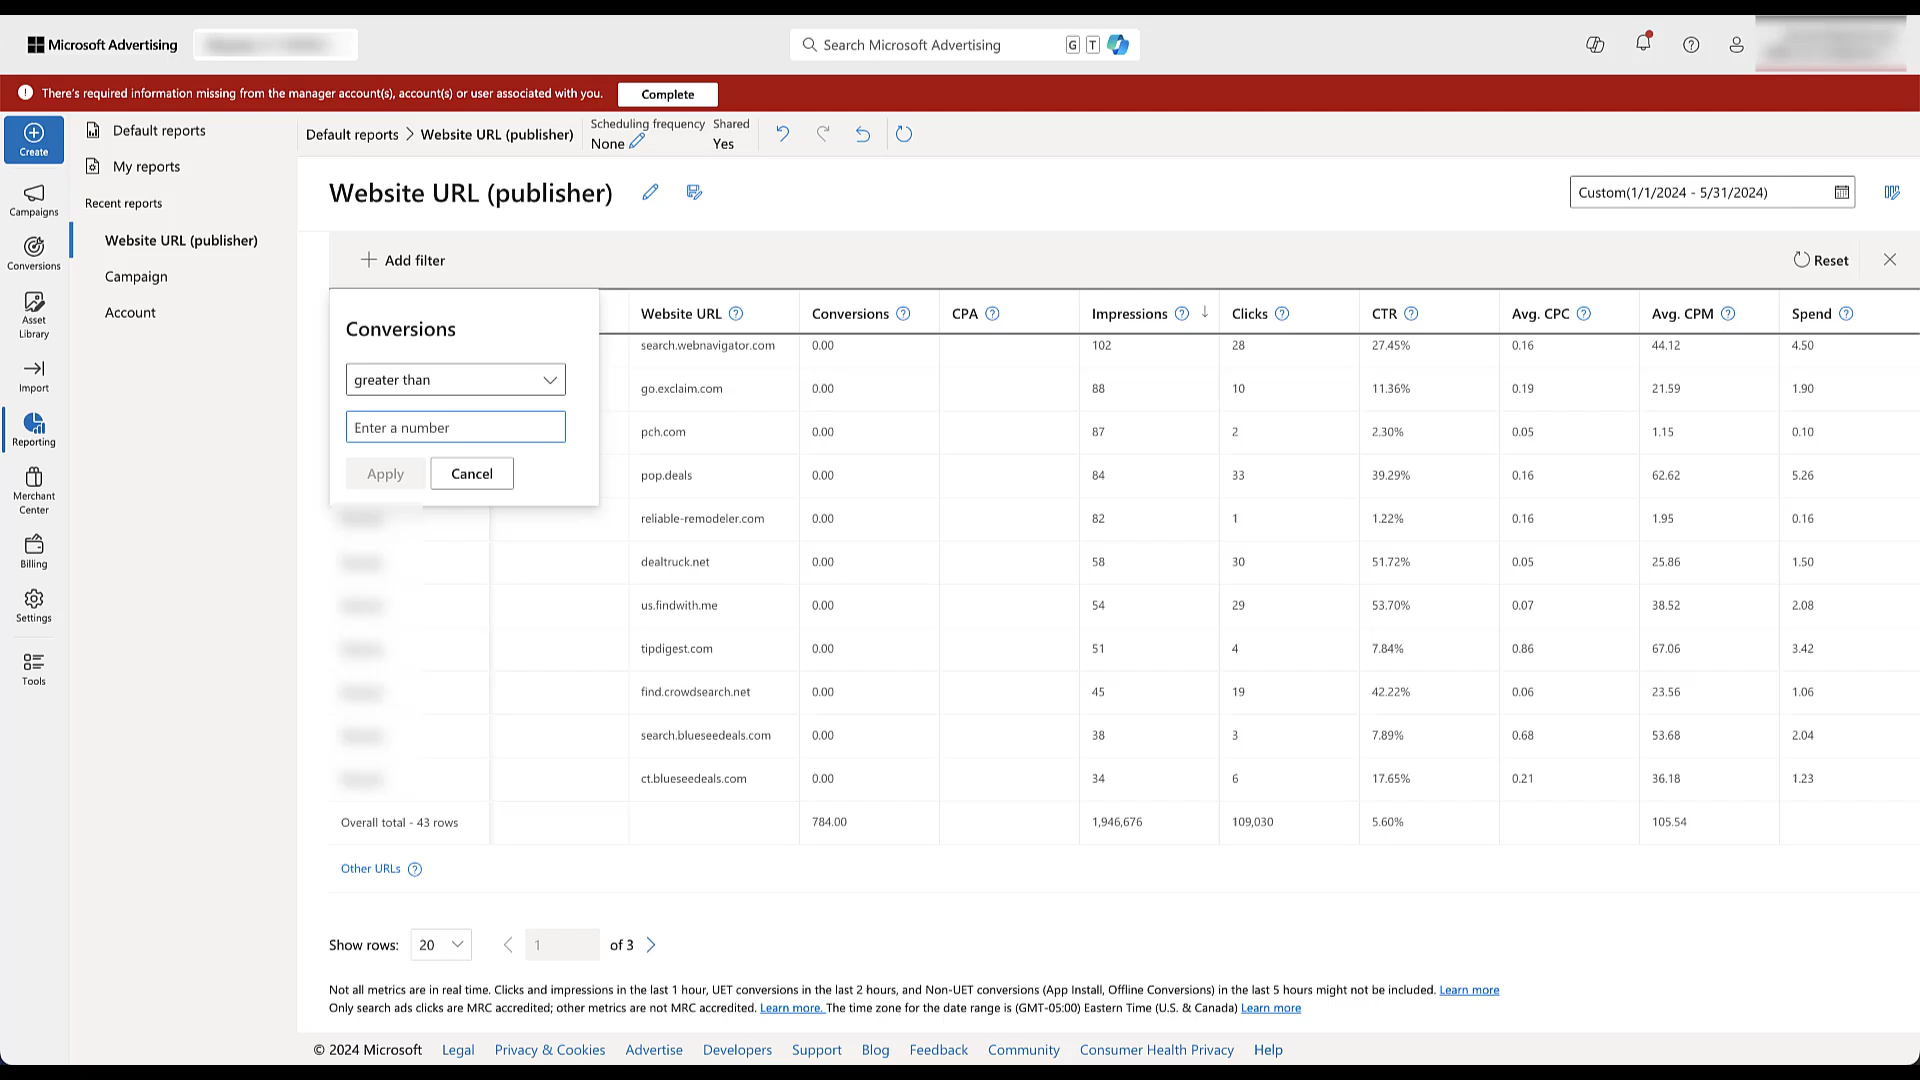 Microsoft Advertising
Search Microsoft Advertising
G T
There's required information missing from the manager account(s), account(s) or user associated with you.
Complete
Create
Campaigns
Conversions
Asset
Library
Import
Reporting
Merchant
Center
Billing
Settings
Tools
Default reports
My reports
Recent reports
Website URL (publisher)
Campaign
Account
Default reports > Website URL (publisher)
Scheduling frequency
None
Shared
Yes
Website URL (publisher)
Custom(1/1/2024 - 5/31/2024)
Add filter
Reset
Conversions
greater than
Enter a number
Apply
Cancel
Website URL Conversions CPA Impressions Clicks CTR Avg. CPC Avg. CPM Spend
search.webnavigator.com 0.00 102 28 27.45% 0.16 44.12 4.50
go.exclaim.com 0.00 88 10 11.36% 0.19 21.59 1.90
pch.com 0.00 87 2 2.30% 0.05 1.15 0.10
pop.deals 0.00 84 33 39.29% 0.16 62.62 5.26
reliable-remodeler.com 0.00 82 1 1.22% 0.16 1.95 0.16
dealtruck.net 0.00 58 30 51.72% 0.05 25.86 1.50
us.findwith.me 0.00 54 29 53.70% 0.07 38.52 2.08
tipdigest.com 0.00 51 4 7.84% 0.86 67.06 3.42
find.crowdsearch.net 0.00 45 19 42.22% 0.06 23.56 1.06
search.blueseedeals.com 0.00 38 3 7.89% 0.68 53.68 2.04
ct.blueseedeals.com 0.00 34 6 17.65% 0.21 36.18 1.23
Overall total - 43 rows 784.00 1,946,676 109,030 5.60% 105.54
Other URLs
Show rows: 20 1 of 3
Not all metrics are in real time. Clicks and impressions in the last 1 hour, UET conversions in the last 2 hours, and Non-UET conversions (App Install, Offline Conversions) in the last 5 hours might not be included. Learn more
Only search ads clicks are MRC accredited; other metrics are not MRC accredited. Learn more. The time zone for the date range is (GMT-05:00) Eastern Time (U.S. & Canada) Learn more
© 2024 Microsoft Legal Privacy & Cookies Advertise Developers Support Blog Feedback Community Consumer Health Privacy Help